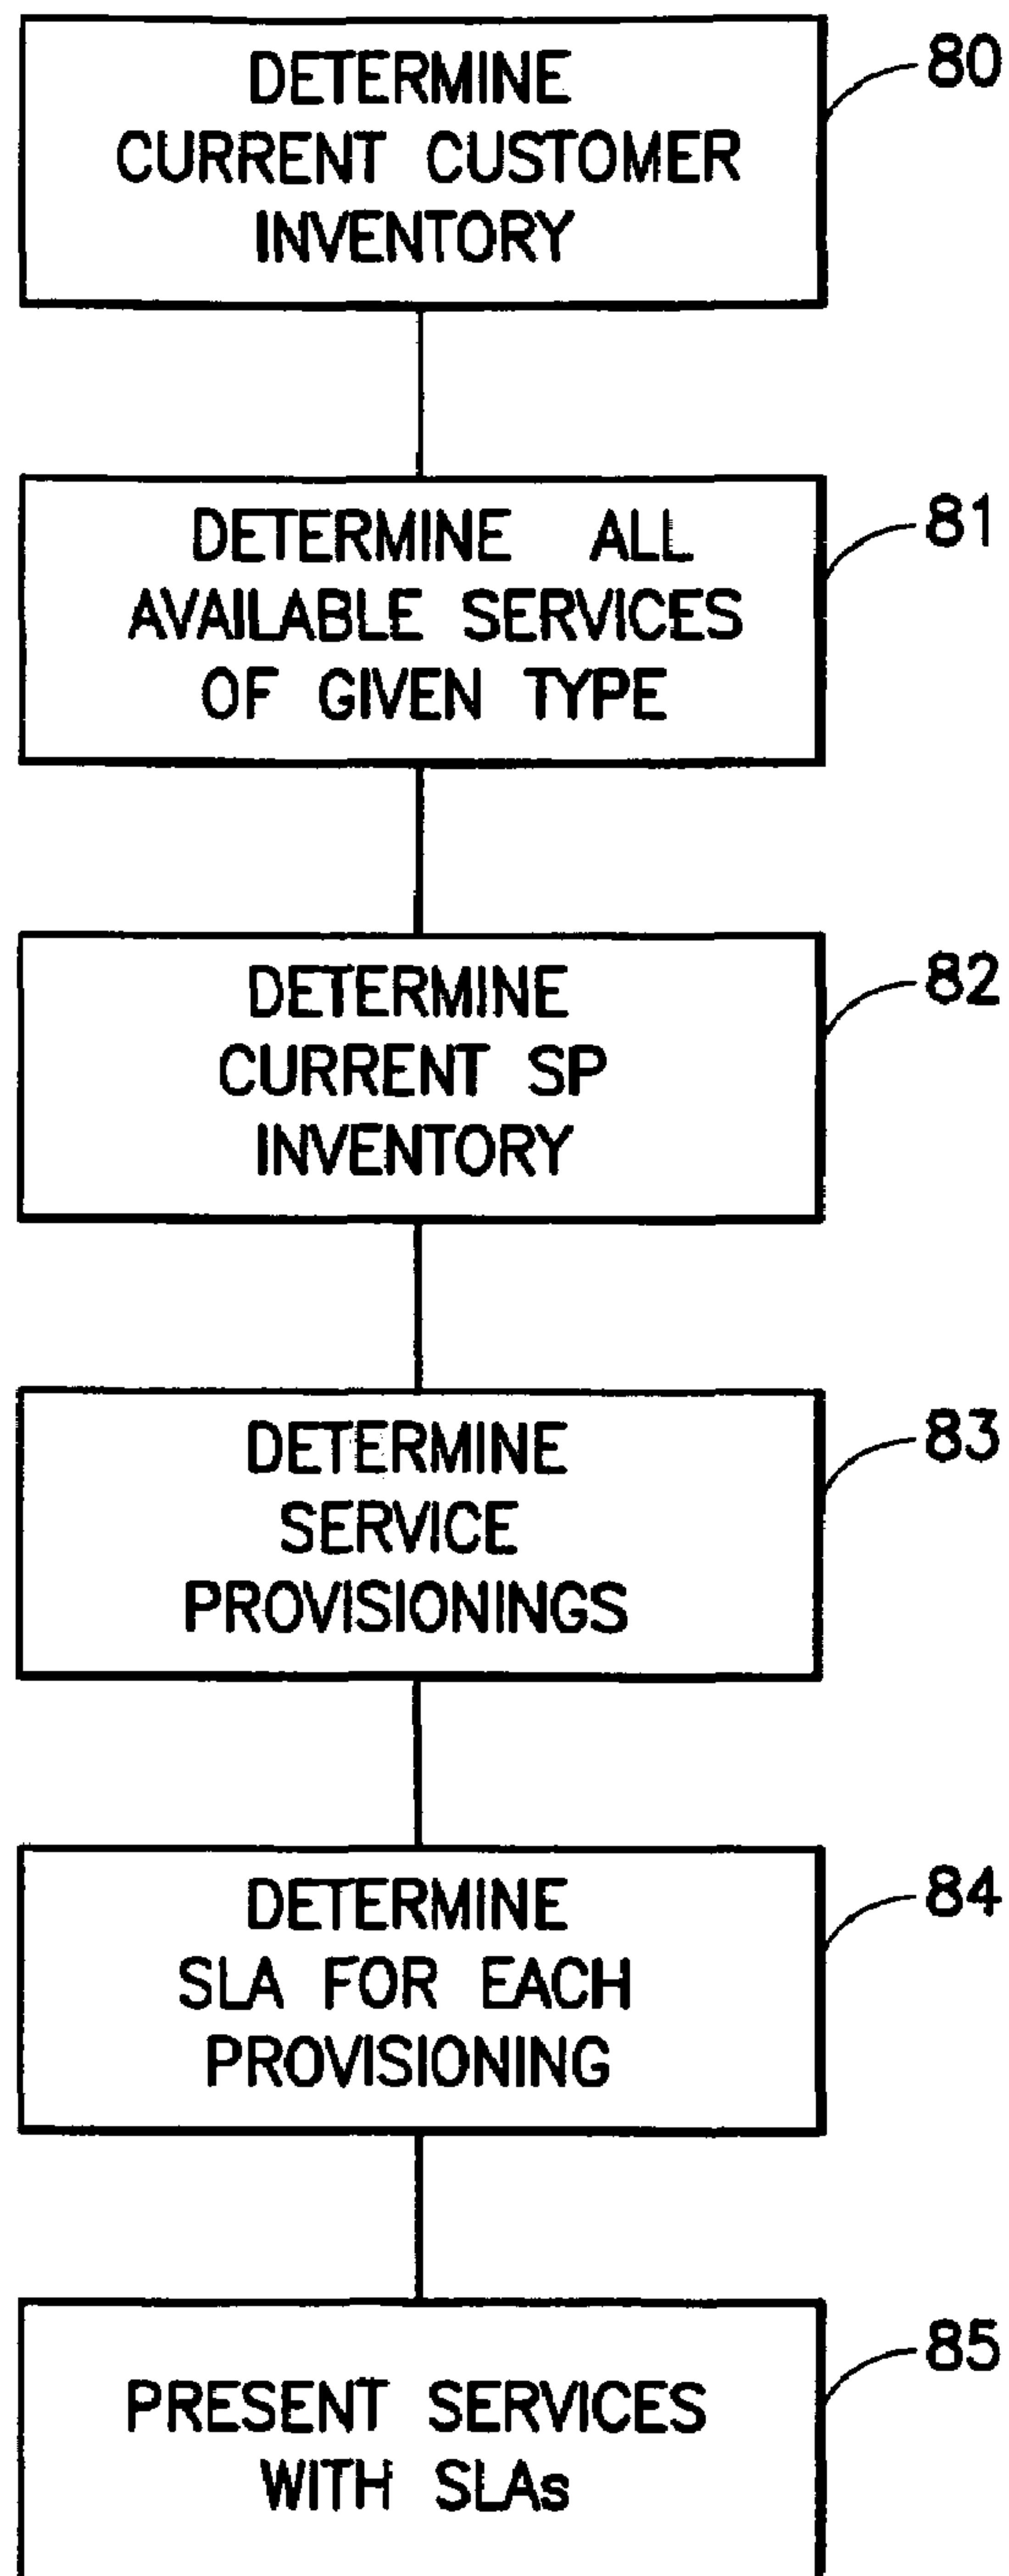 DETERMINE
CURRENT CUSTOMER
INVENTORY
80
DETERMINE ALL
AVAILABLE SERVICES
OF GIVEN TYPE
81
DETERMINE
CURRENT SP
INVENTORY
82
DETERMINE
SERVICE
PROVISIONINGS
83
DETERMINE
SLA FOR EACH
PROVISIONING
84
PRESENT SERVICES
WITH SLAs
85